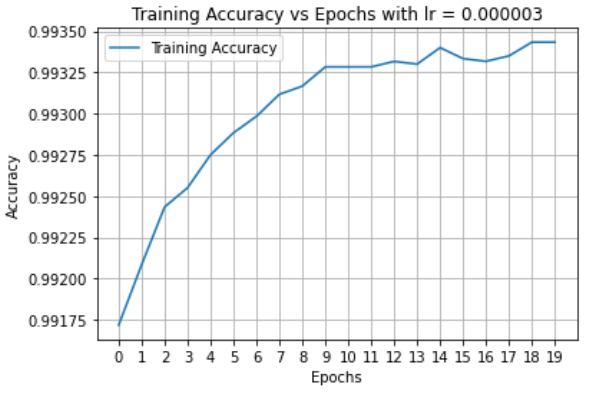 Training Accuracy vs Epochs with lr = 0.000003
Training Accuracy
Accuracy
0.99350
0.99325
0.99300
0.99275
0.99250
0.99225
0.99200
0.99175
0 1 2 3 4 5 6 7 8 9 10 11 12 13 14 15 16 17 18 19
Epochs